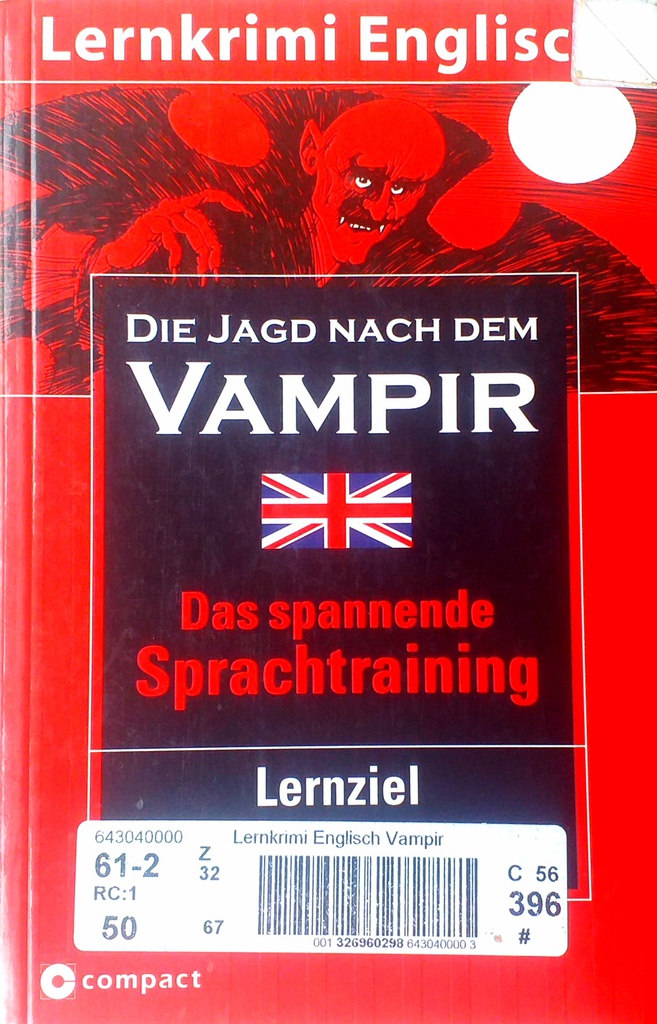 Lernkrimi Englisc
DIE JAGD NACH DEM
VAMPIR
Das spannende
Sprachtraining
Lernziel
643040000 Lernkrimi Englisch Vampir
61-2 Z
32 C 56
RC:1 396
50 67 #
001 326960298 643040000 3
compact